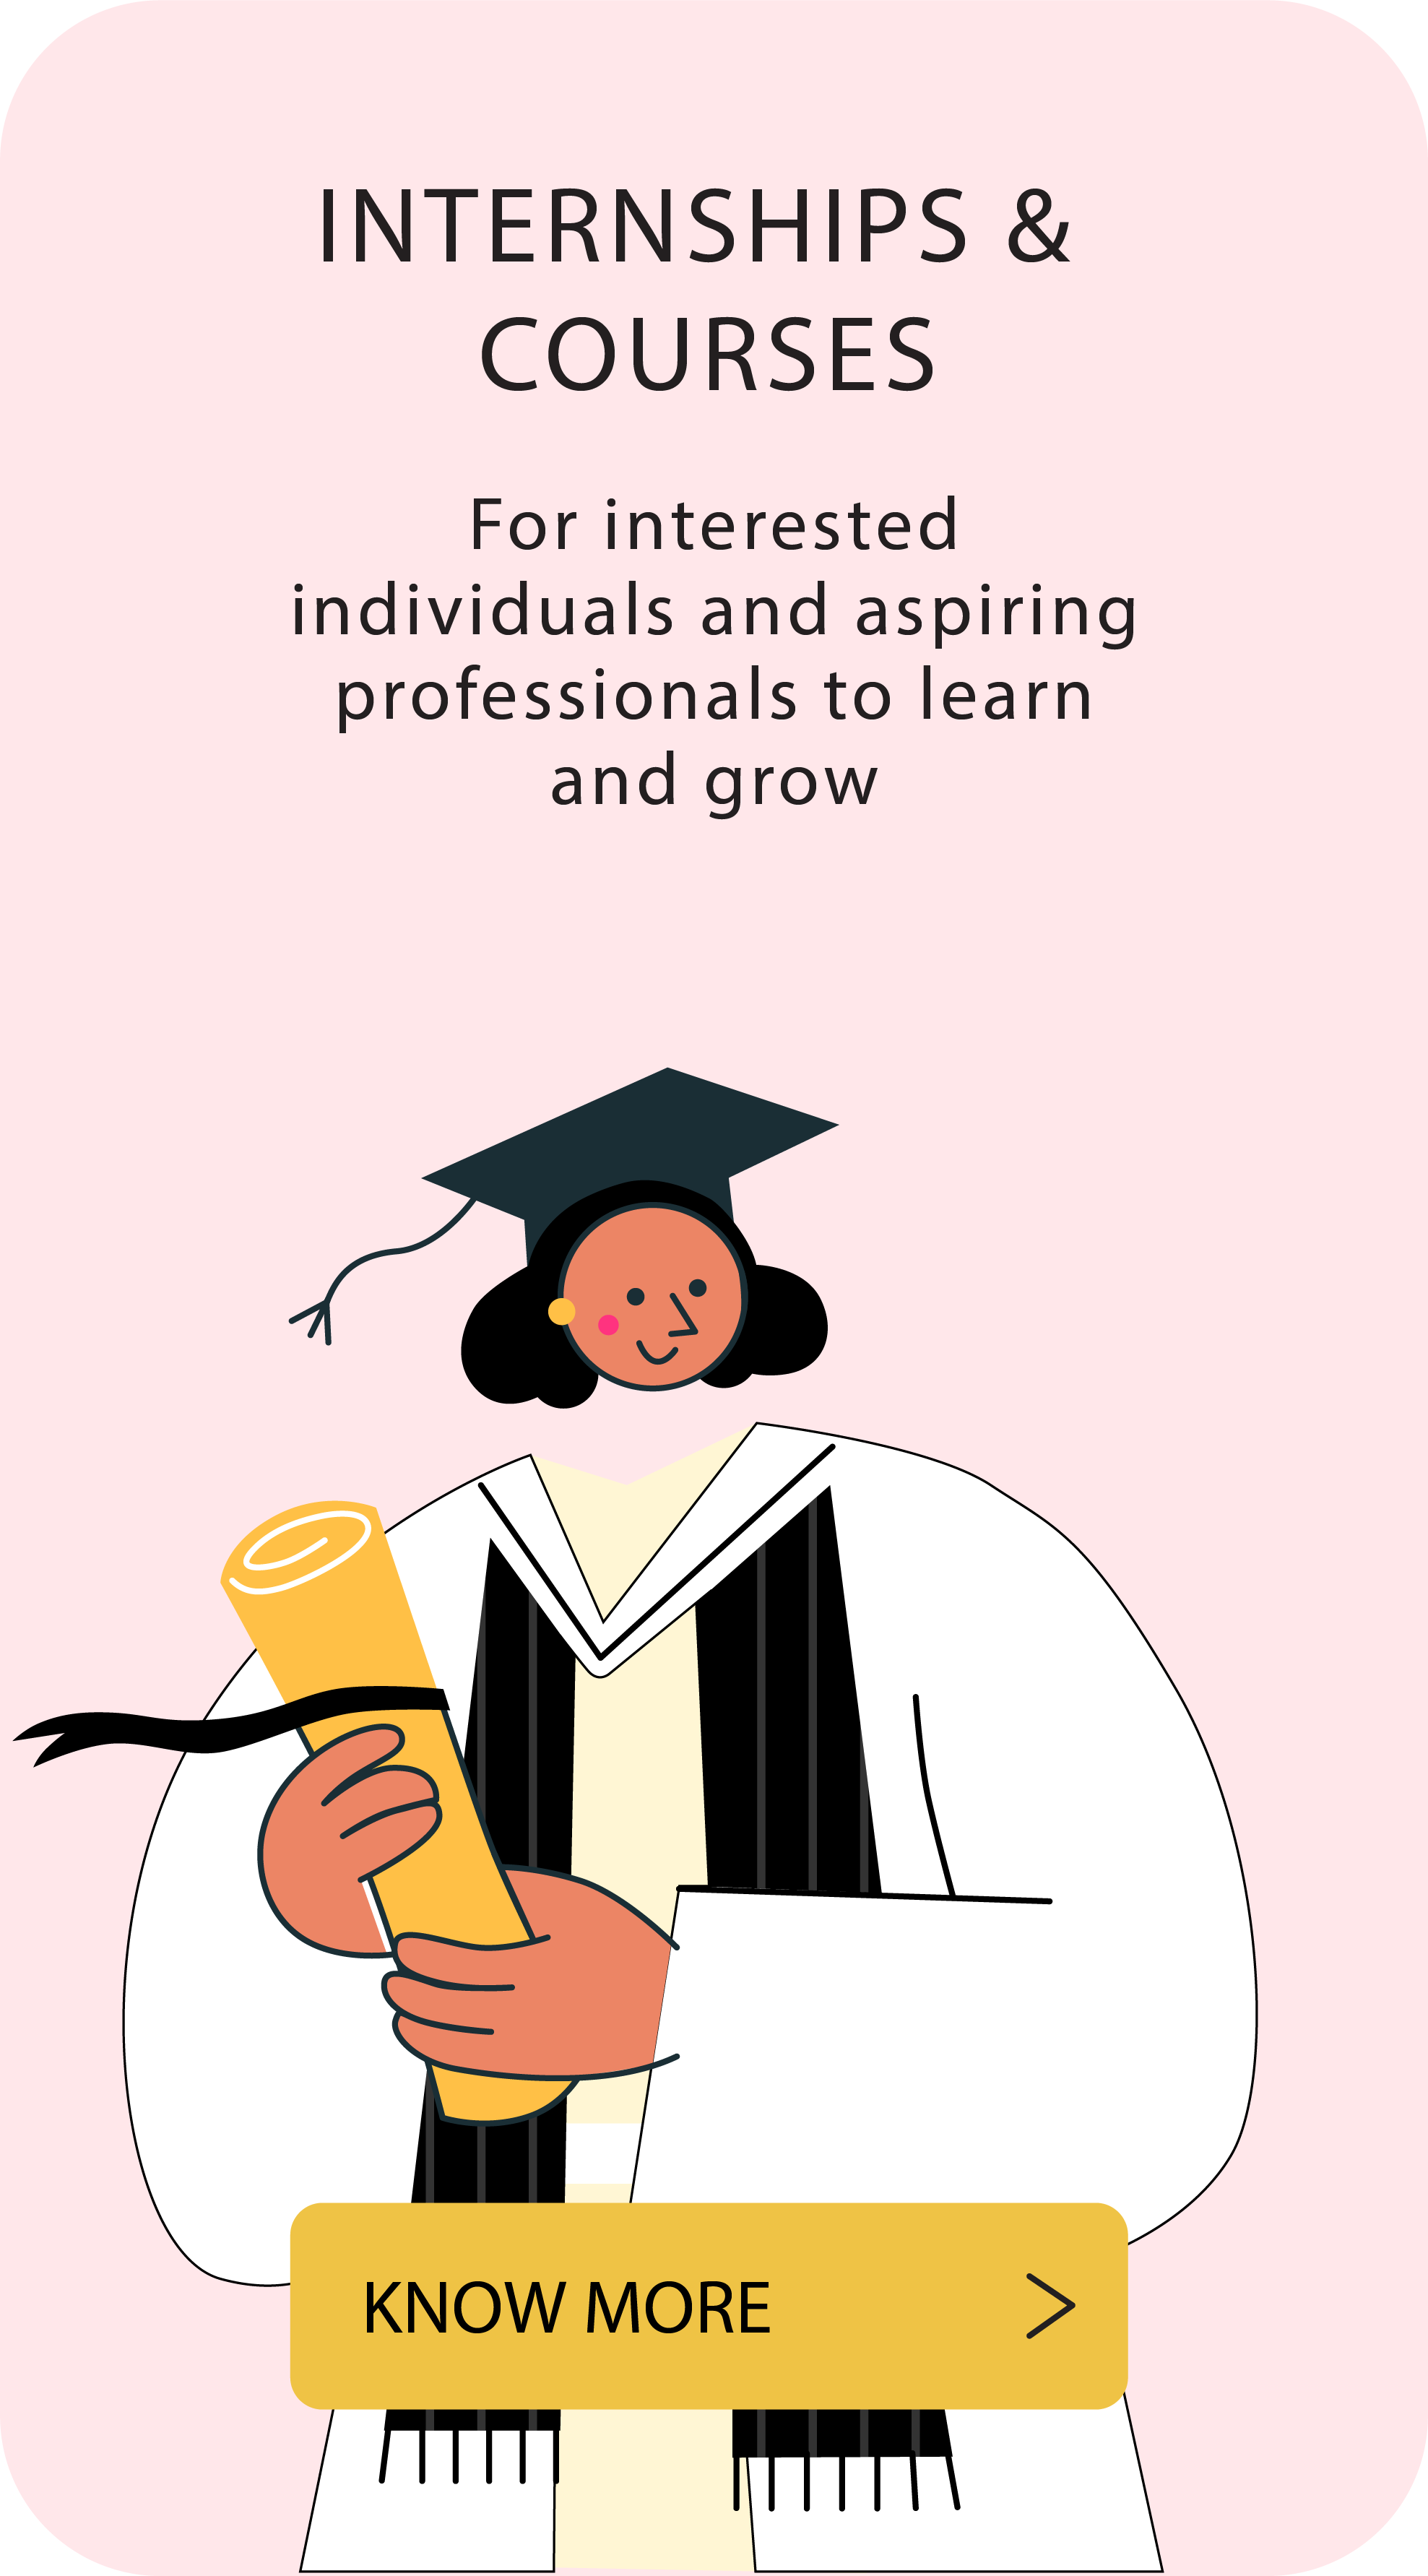 INTERNSHIPS &
COURSES
For interested
individuals and aspiring
professionals to learn
and grow
KNOW MORE